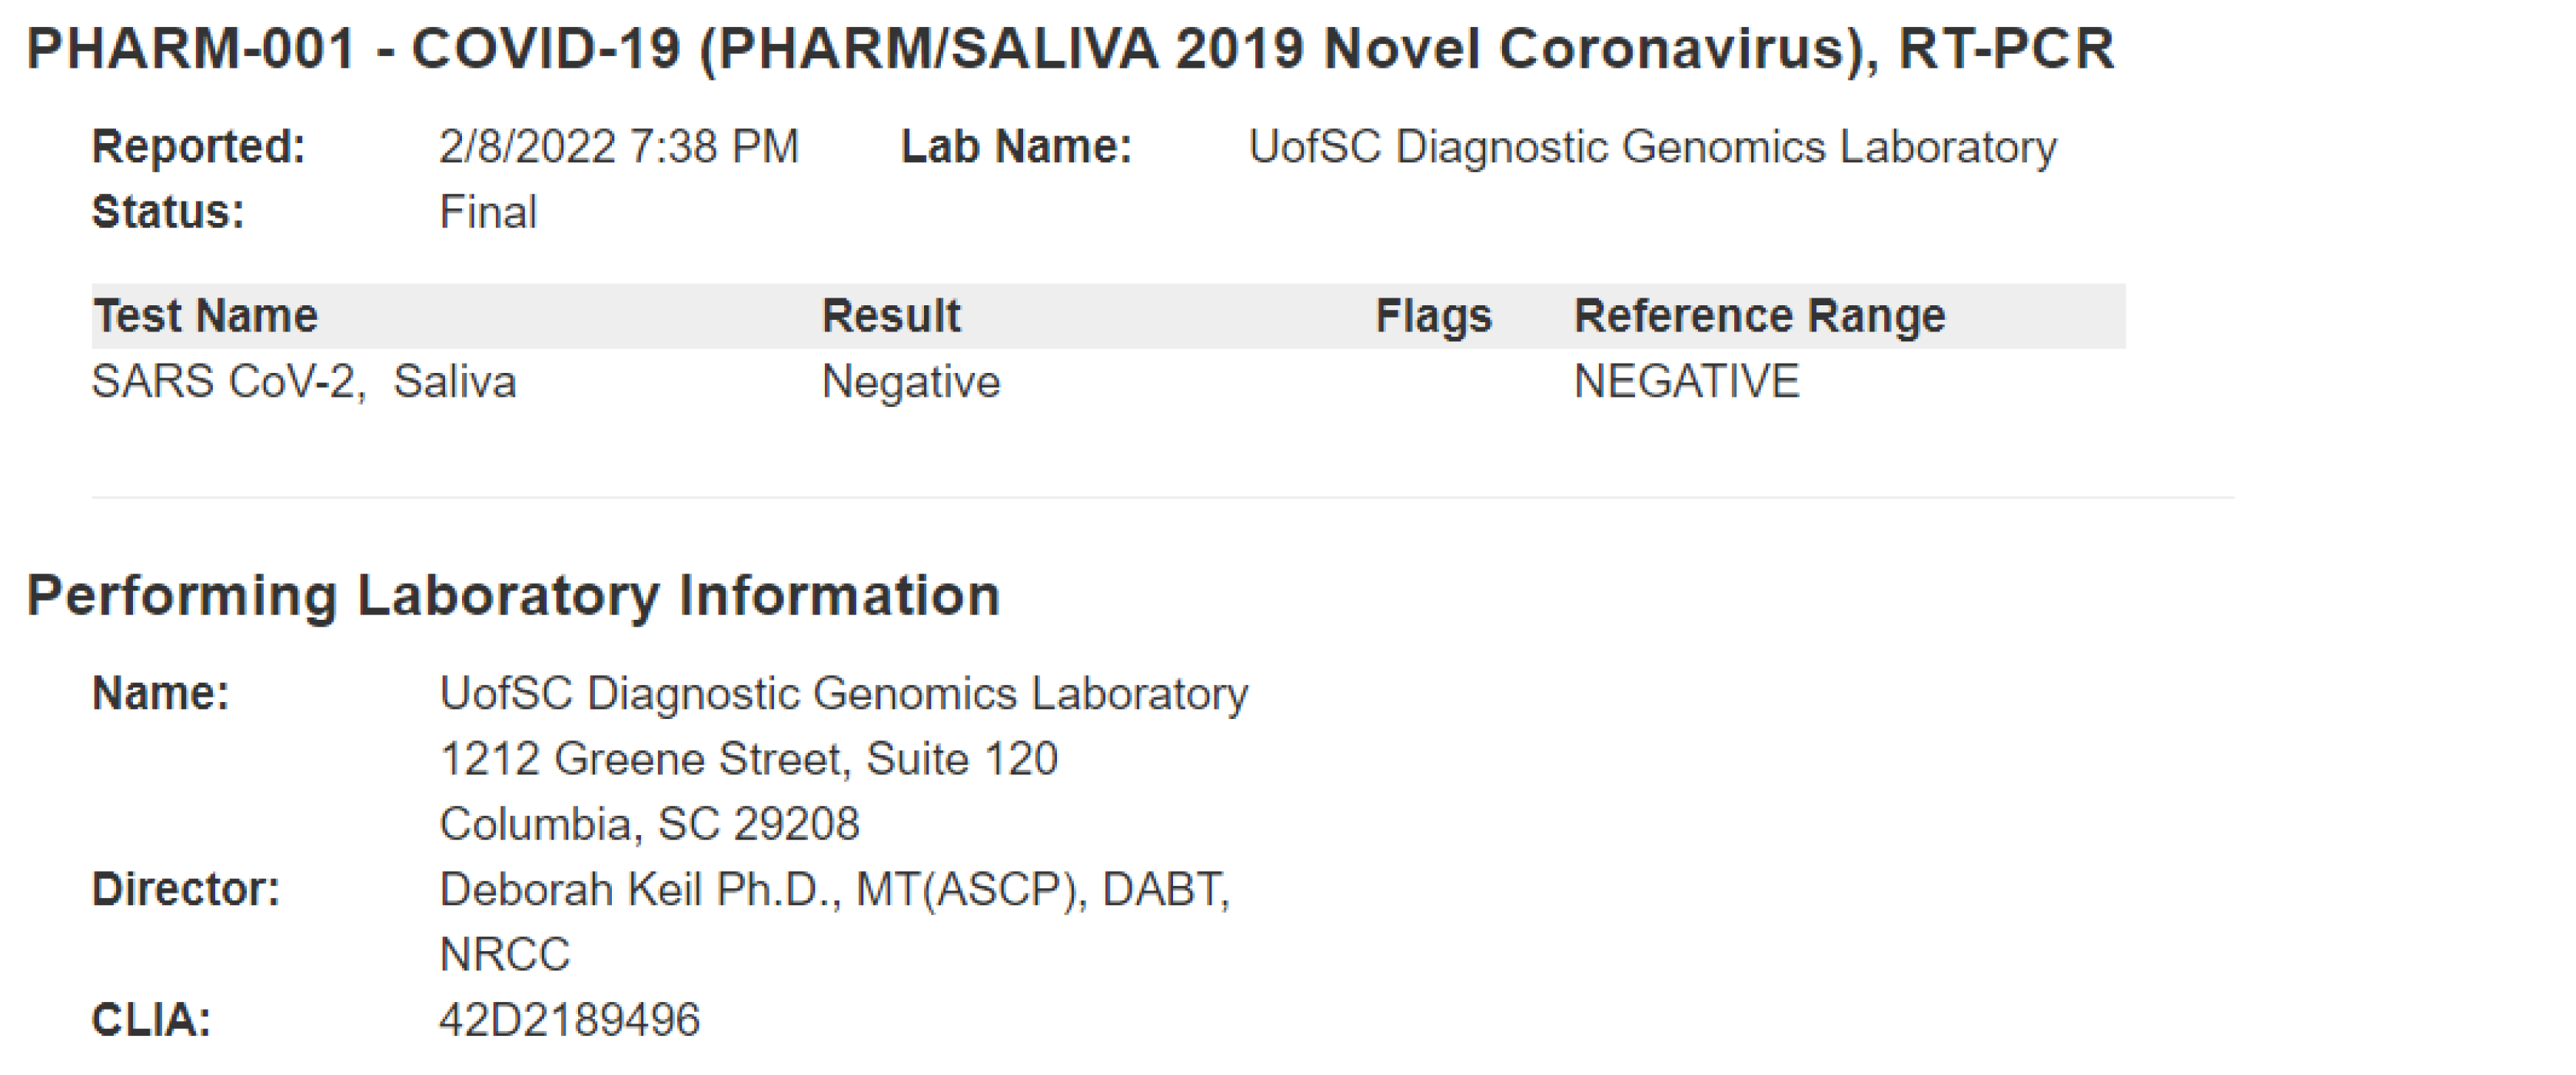 PHARM-001 - COVID-19 (PHARM/SALIVA 2019 Novel Coronavirus), RT-PCR
Reported: 2/8/2022 7:38 PM Lab Name: UofSC Diagnostic Genomics Laboratory
Status: Final
Test Name Result Flags Reference Range
SARS CoV-2, Saliva Negative NEGATIVE
Performing Laboratory Information
Name: UofSC Diagnostic Genomics Laboratory
1212 Greene Street, Suite 120
Columbia, SC 29208
Director: Deborah Keil Ph.D., MT(ASCP), DABT,
NRCC
CLIA: 42D2189496